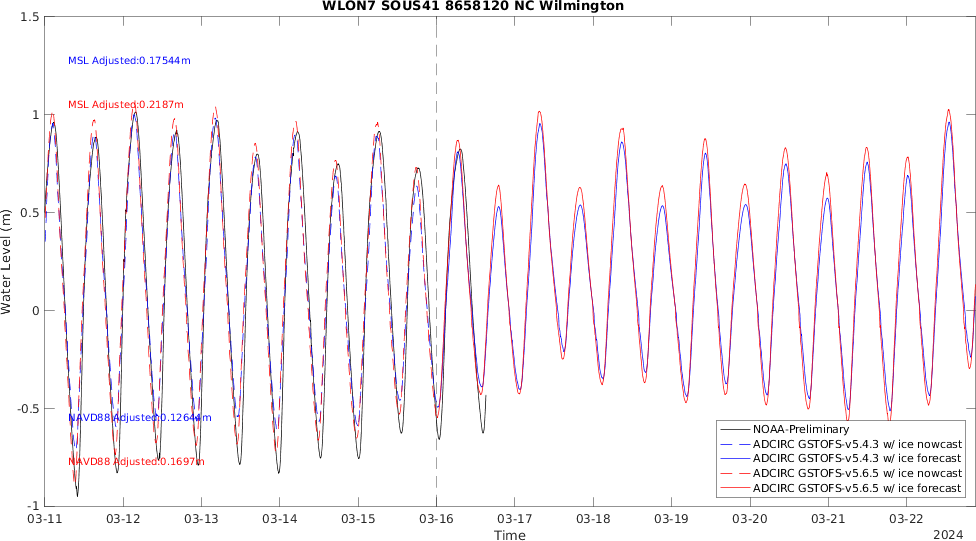 WLON7 SOUS41 8658120 NC Wilmington
1.5
1
0.5
0
-0.5
-1
Water Level (m)
MSL Adjusted:0.17544m
MSL Adjusted:0.2187m
NAVD88 Adjusted:0.12644m
NAVD88 Adjusted:0.1697m
NOAA-Preliminary
ADCIRC GSTOFS-v5.4.3 w/ ice nowcast
ADCIRC GSTOFS-v5.4.3 w/ ice forecast
ADCIRC GSTOFS-v5.6.5 w/ ice nowcast
ADCIRC GSTOFS-v5.6.5 w/ ice forecast
03-11 03-12 03-13 03-14 03-15 03-16 03-17 03-18 03-19 03-20 03-21 03-22
Time
2024